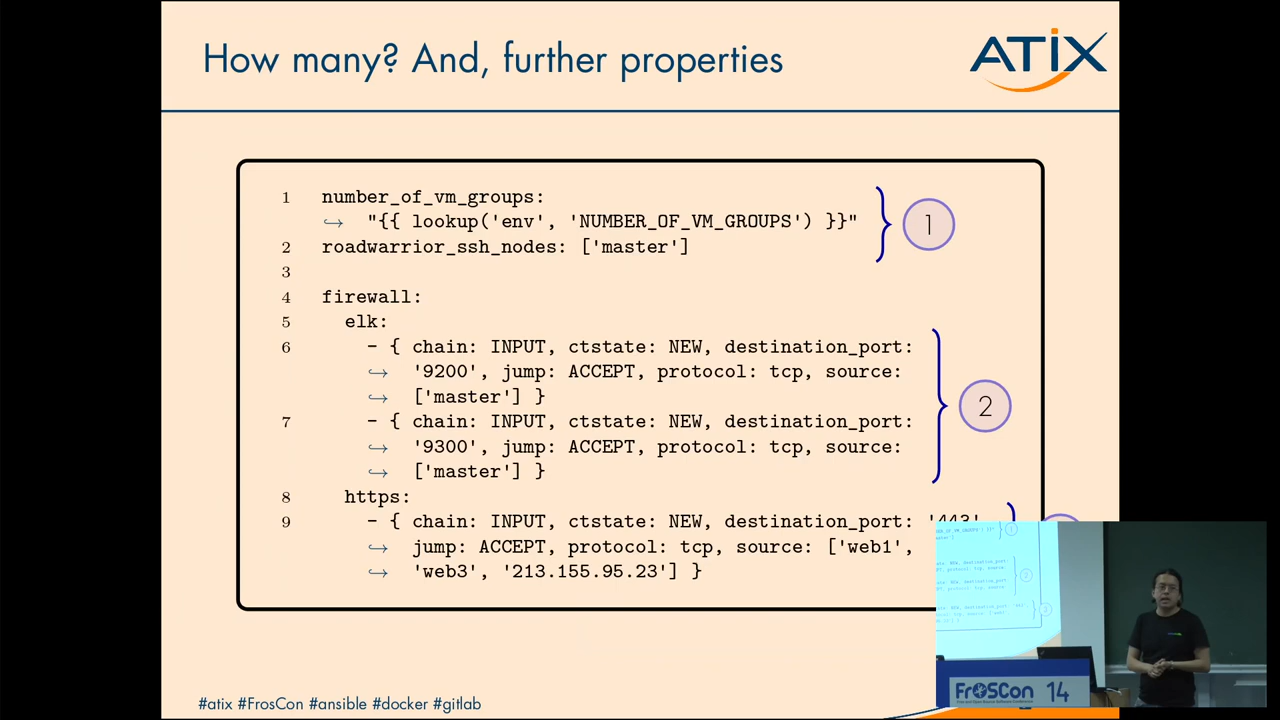 How many? And, further properties
ATIX
1 number_of_vm_groups:
↪ "{{ lookup('env', 'NUMBER_OF_VM_GROUPS') }}"
2 roadwarrior_ssh_nodes: ['master']
1
3
4 firewall:
5 elk:
6 - { chain: INPUT, ctstate: NEW, destination_port:
↪ '9200', jump: ACCEPT, protocol: tcp, source:
↪ ['master'] }
7 - { chain: INPUT, ctstate: NEW, destination_port:
↪ '9300', jump: ACCEPT, protocol: tcp, source:
↪ ['master'] }
2
8 https:
9 - { chain: INPUT, ctstate: NEW, destination_port: '443'
↪ jump: ACCEPT, protocol: tcp, source: ['web1',
↪ 'web3', '213.155.95.23'] }
#atix #FrosCon #ansible #docker #gitlab
FrOSCon 14